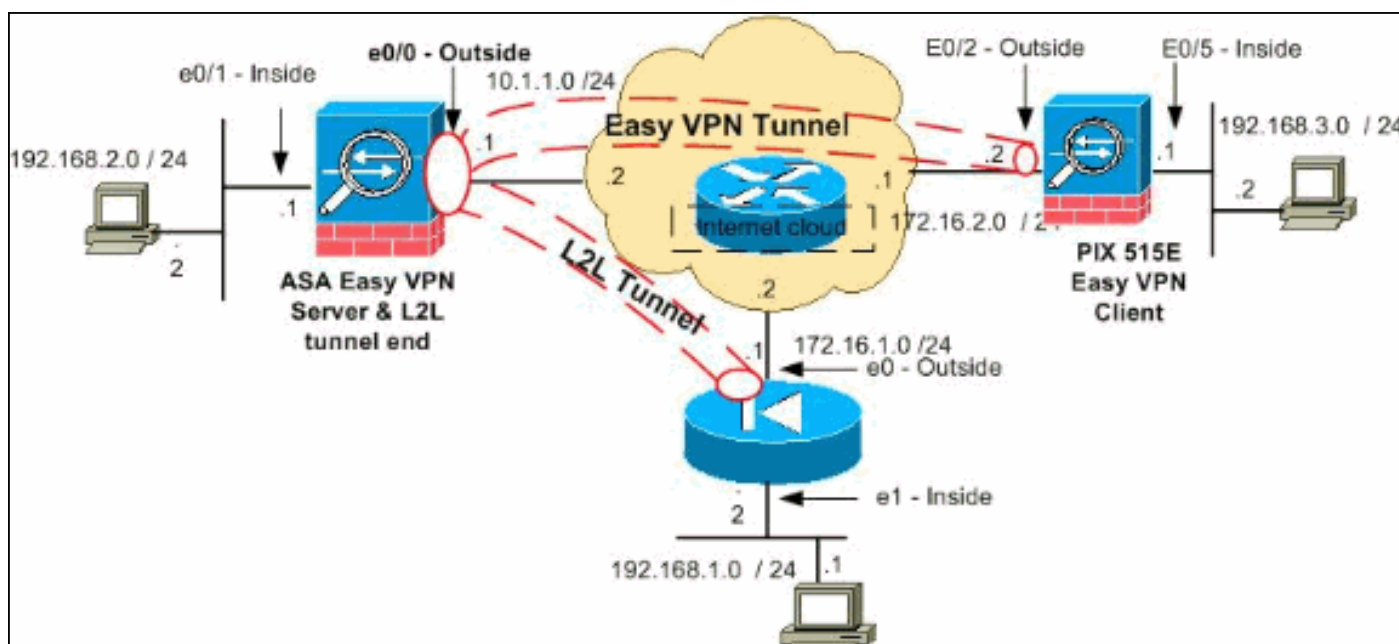 e0/1 - Inside
e0/0 - Outside
10.1.1.0 /24
E0/2 - Outside
E0/5 - Inside
192.168.2.0 / 24
Easy VPN Tunnel
192.168.3.0 / 24
.1
.2
.1
.2
.1
.2
.1
.2
Internet cloud
172.16.2.0 / 24
ASA Easy VPN
Server & L2L
tunnel end
L2L Tunnel
PIX 515E
Easy VPN
Client
.2
.1
172.16.1.0 /24
e0 - Outside
e1 - Inside
.2
192.168.1.0 / 24
.1